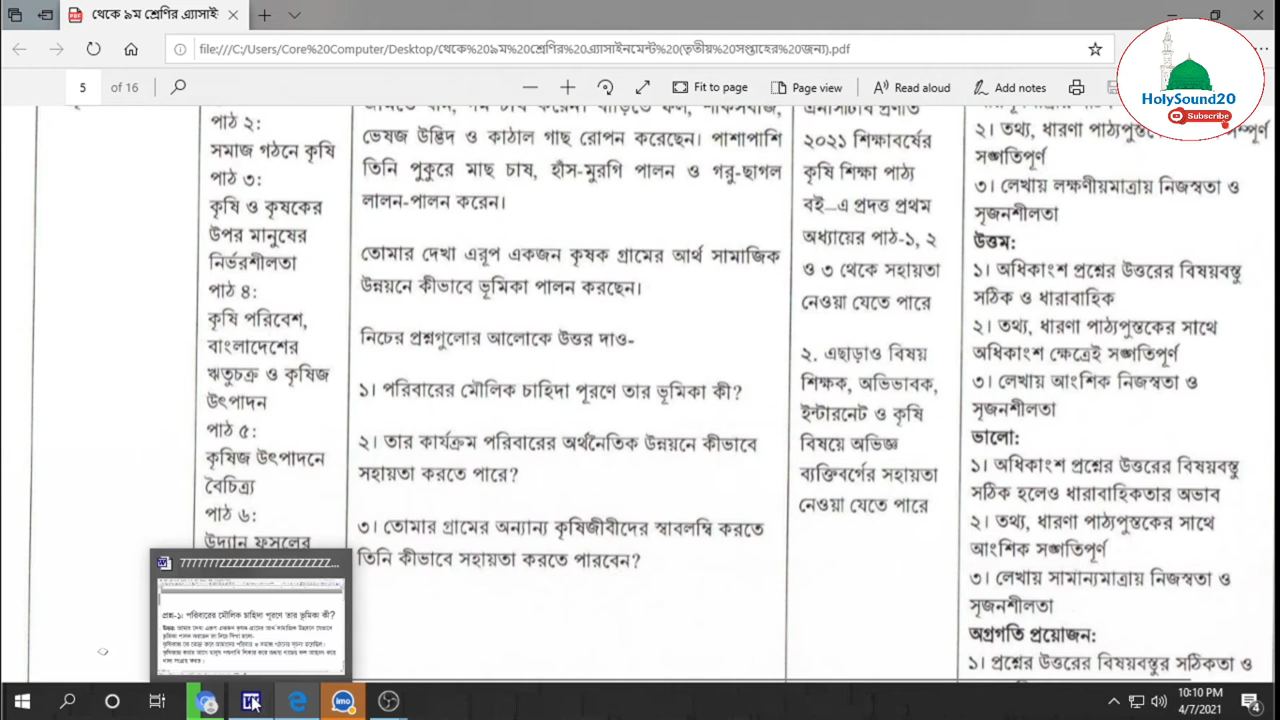 থেকে ৯ম শ্রেণির এ্যাসাই
file:///C:/Users/Core%20Computer/Desktop/থেকে%20৯ম%20শ্রেণির%20এ্যাসাইনমেন্ট%20(তৃতীয়%20সপ্তাহের%20জন্য).pdf
5 of 16
Fit to page
Page view
Read aloud
Add notes
HolySound20
Subscribe
পাঠ ২:
সমাজ গঠনে কৃষি
পাঠ ৩:
কৃষি ও কৃষকের
উপর মানুষের
নির্ভরশীলতা
পাঠ ৪:
কৃষি পরিবেশ,
বাংলাদেশের
ঋতুচক্র ও কৃষিজ
উৎপাদন
পাঠ ৫:
কৃষিজ উৎপাদনে
বৈচিত্র্য
পাঠ ৬:
উদ্যান ফসলের
ভেষজ উদ্ভিদ ও কাঠাল গাছ রোপন করেছেন। পাশাপাশি
তিনি পুকুরে মাছ চাষ, হাঁস-মুরগি পালন ও গরু-ছাগল
লালন-পালন করেন।
তোমার দেখা এরূপ একজন কৃষক গ্রামের আর্থ সামাজিক
উন্নয়নে কীভাবে ভূমিকা পালন করছেন।
নিচের প্রশ্নগুলোর আলোকে উত্তর দাও-
১। পরিবারের মৌলিক চাহিদা পূরণে তার ভূমিকা কী?
২। তার কার্যক্রম পরিবারের অর্থনৈতিক উন্নয়নে কীভাবে
সহায়তা করতে পারে?
৩। তোমার গ্রামের অন্যান্য কৃষিজীবীদের স্বাবলম্বি করতে
তিনি কীভাবে সহায়তা করতে পারবেন?
এনসিটিবি প্রণীত
২০২১ শিক্ষাবর্ষের
কৃষি শিক্ষা পাঠ্য
বই–এ প্রদত্ত প্রথম
অধ্যায়ের পাঠ-১, ২
ও ৩ থেকে সহায়তা
নেওয়া যেতে পারে
২. এছাড়াও বিষয়
শিক্ষক, অভিভাবক,
ইন্টারনেট ও কৃষি
বিষয়ে অভিজ্ঞ
ব্যক্তিবর্গের সহায়তা
নেওয়া যেতে পারে
২। তথ্য, ধারণা পাঠ্যপুস্তকে
সঙ্গতিপূর্ণ
৩। লেখায় লক্ষণীয়মাত্রায় নিজস্বতা ও
সৃজনশীলতা
উত্তম:
১। অধিকাংশ প্রশ্নের উত্তরের বিষয়বস্তু
সঠিক ও ধারাবাহিক
২। তথ্য, ধারণা পাঠ্যপুস্তকের সাথে
অধিকাংশ ক্ষেত্রেই সঙ্গতিপূর্ণ
৩। লেখায় আংশিক নিজস্বতা ও
সৃজনশীলতা
ভালো:
১। অধিকাংশ প্রশ্নের উত্তরের বিষয়বস্তু
সঠিক হলেও ধারাবাহিকতার অভাব
২। তথ্য, ধারণা পাঠ্যপুস্তকের সাথে
আংশিক সঙ্গতিপূর্ণ
৩। লেখায় সামান্যমাত্রায় নিজস্বতা ও
সৃজনশীলতা
অগ্রগতি প্রয়োজন:
১। প্রশ্নের উত্তরের বিষয়বস্তুর সঠিকতা ও
প্রশ্ন-১: পরিবারের মৌলিক চাহিদা পূরণে তার ভূমিকা কী?
imo
10:10 PM
4/7/2021
4